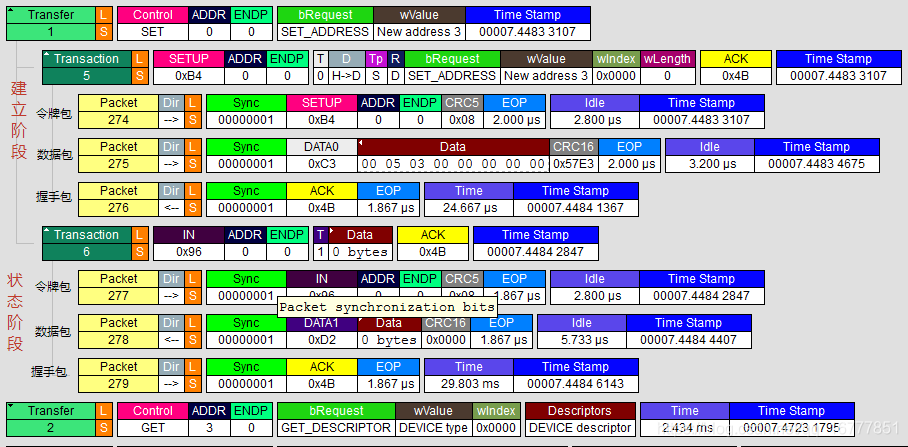 Transfer L Control ADDR ENDP bRequest wValue Time Stamp
1 S SET 0 0 SET_ADDRESS New address 3 00007.4483 3107
建立阶段
Transaction L SETUP ADDR ENDP T D Tp R bRequest wValue wIndex wLength ACK Time Stamp
5 S 0xB4 0 0 0 H->D S D SET_ADDRESS New address 3 0x0000 0 0x4B 00007.4483 3107
令牌包
Packet Dir L Sync SETUP ADDR ENDP CRC5 EOP Idle Time Stamp
274 --> S 00000001 0xB4 0 0 0x08 2.000 µs 2.800 µs 00007.4483 3107
数据包
Packet Dir L Sync DATA0 Data CRC16 EOP Idle Time Stamp
275 --> S 00000001 0xC3 00 05 03 00 00 00 00 00 0x57E3 2.000 µs 3.200 µs 00007.4483 4675
握手包
Packet Dir L Sync ACK EOP Time Time Stamp
276 <-- S 00000001 0x4B 1.867 µs 24.667 µs 00007.4484 1367
Transaction L IN ADDR ENDP T Data ACK Time Stamp
6 S 0x96 0 0 1 0 bytes 0x4B 00007.4484 2847
状态阶段
令牌包
Packet Dir L Sync IN ADDR ENDP CRC5 EOP Idle Time Stamp
277 --> S 00000001 0x96 0 0 0x08 1.867 µs 2.800 µs 00007.4484 2847
Packet synchronization bits
数据包
Packet Dir L Sync DATA1 Data CRC16 EOP Idle Time Stamp
278 <-- S 00000001 0xD2 0 bytes 0x0000 1.867 µs 5.733 µs 00007.4484 4407
握手包
Packet Dir L Sync ACK EOP Time Time Stamp
279 --> S 00000001 0x4B 1.867 µs 29.803 ms 00007.4484 6143
Transfer L Control ADDR ENDP bRequest wValue wIndex Descriptors Time Time Stamp
2 S GET 3 0 GET_DESCRIPTOR DEVICE type 0x0000 DEVICE descriptor 2.434 ms 00007.4723 1795